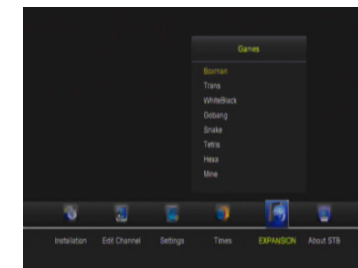 Games
Boxman
Trans
WhiteBlack
Gobang
Snake
Tetris
Hexa
Mine
Installation Edit Channel Settings Times EXPANSION About STB